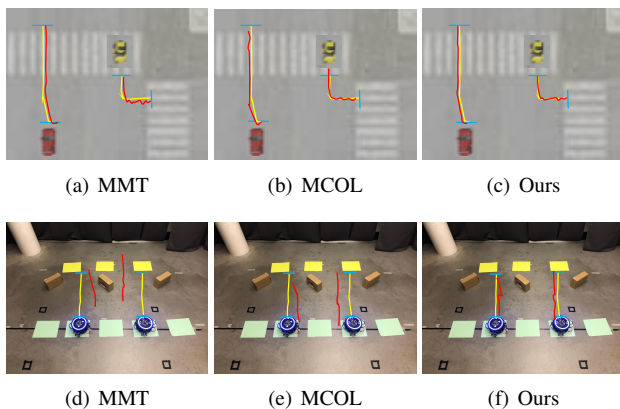 (a) MMT
(b) MCOL
(c) Ours
(d) MMT
(e) MCOL
(f) Ours